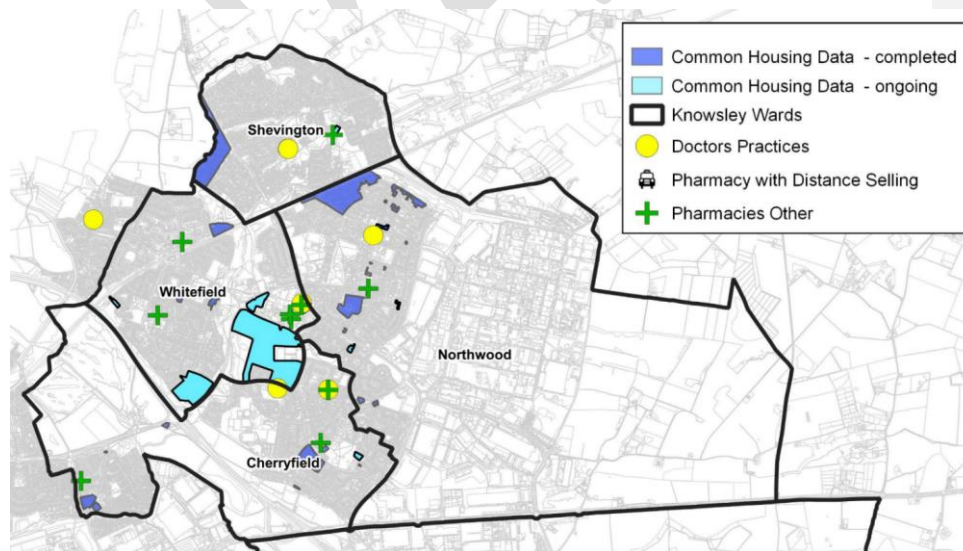 Common Housing Data - completed
Common Housing Data - ongoing
Knowsley Wards
Doctors Practices
Pharmacy with Distance Selling
Pharmacies Other
Shevington
Whitefield
Northwood
Cherryfield